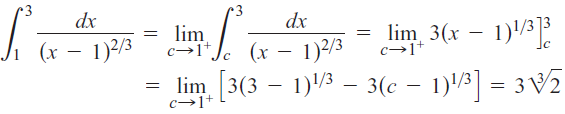 ∫₁³ dx/(x − 1)^{2/3} = lim_{c→1⁺} ∫_c³ dx/(x − 1)^{2/3} = lim_{c→1⁺} 3(x − 1)^{1/3}]_c³
= lim_{c→1⁺} [3(3 − 1)^{1/3} − 3(c − 1)^{1/3}] = 3∛2